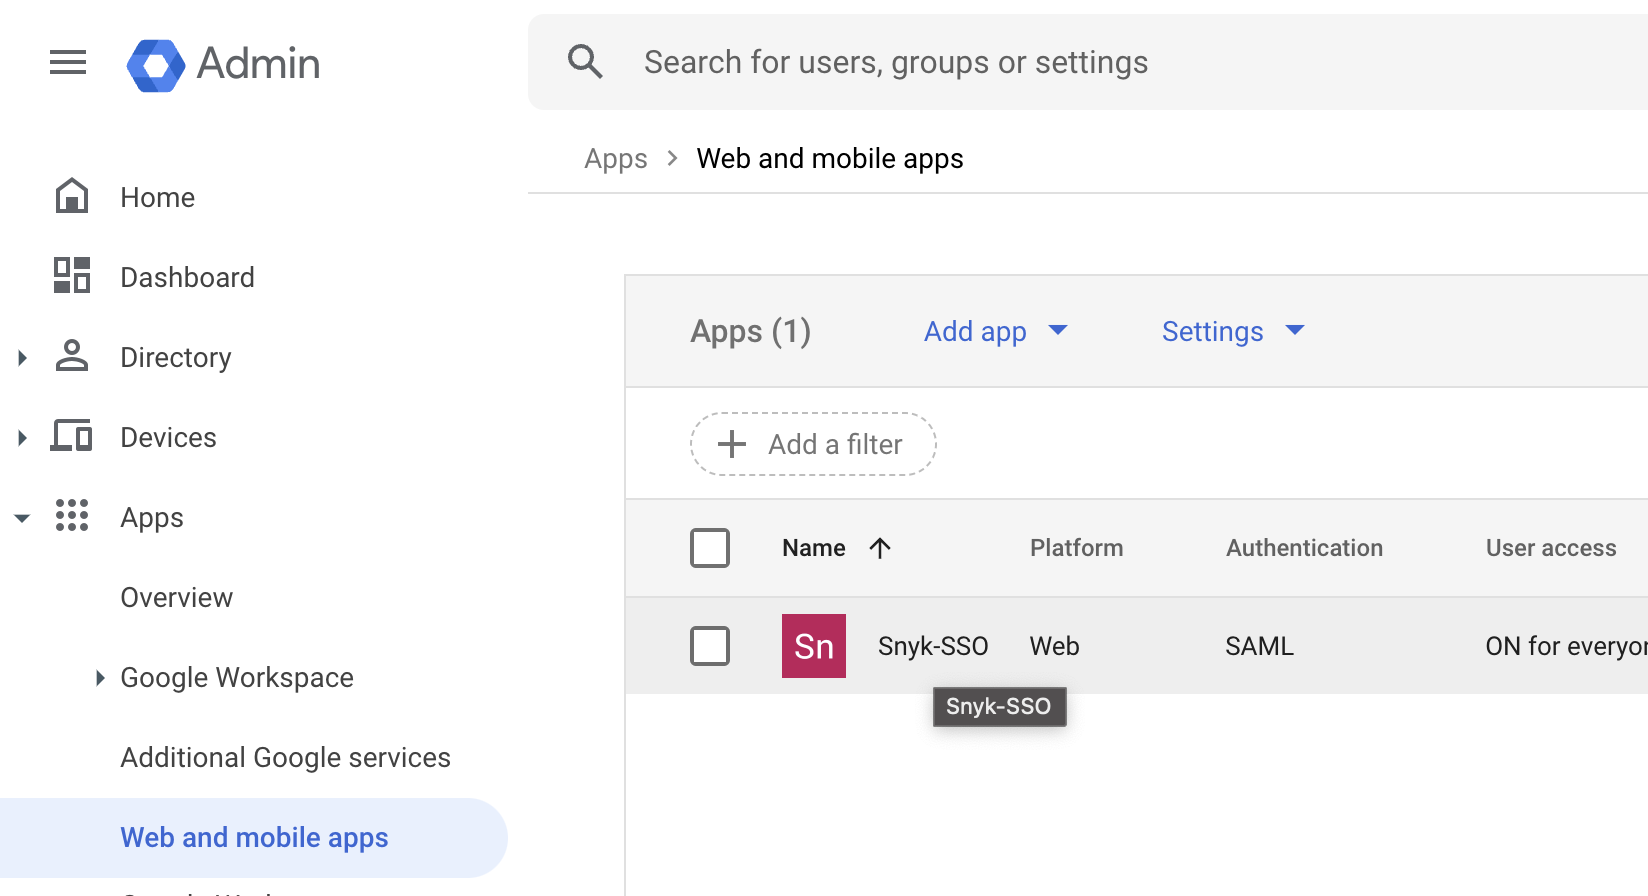 Admin
Search for users, groups or settings
Apps > Web and mobile apps
Home
Dashboard
Directory
Devices
Apps
Overview
Google Workspace
Additional Google services
Web and mobile apps
Apps (1) Add app Settings
Add a filter
Name Platform Authentication User access
Sn Snyk-SSO Web SAML ON for everyon
Snyk-SSO